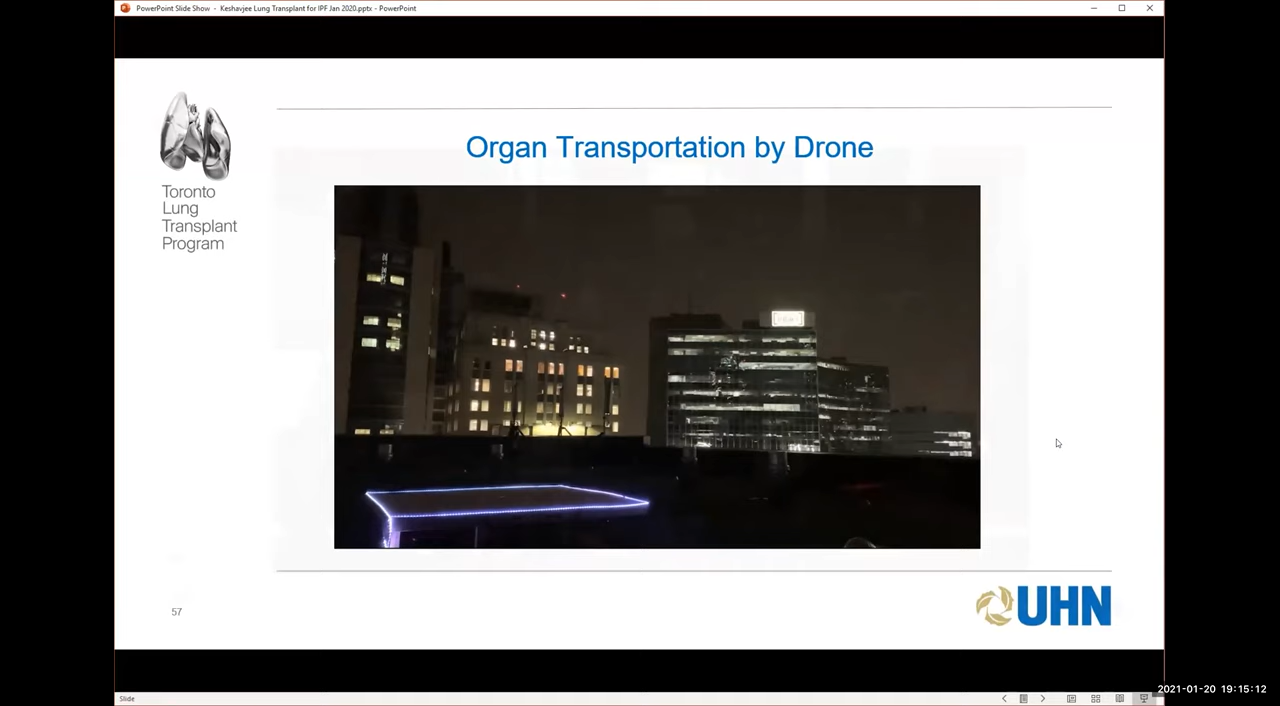 PowerPoint Slide Show - Keshavjee Lung Transplant for IPF Jan 2020.pptx - PowerPoint
Organ Transportation by Drone
Toronto
Lung
Transplant
Program
57
UHN
Slide
2021-01-20 19:15:12